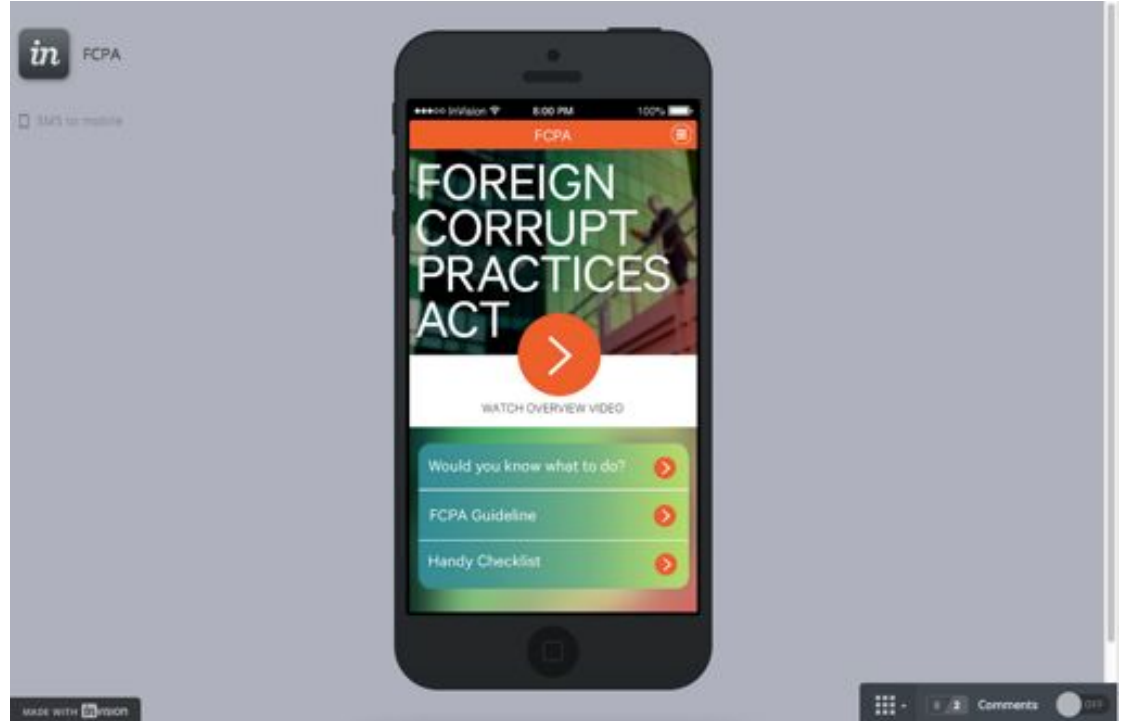 in FCPA
SMS to mobile
InVision 8:00 PM 100%
FCPA
FOREIGN
CORRUPT
PRACTICES
ACT
WATCH OVERVIEW VIDEO
Would you know what to do?
FCPA Guideline
Handy Checklist
MADE WITH invision
2 Comments OFF